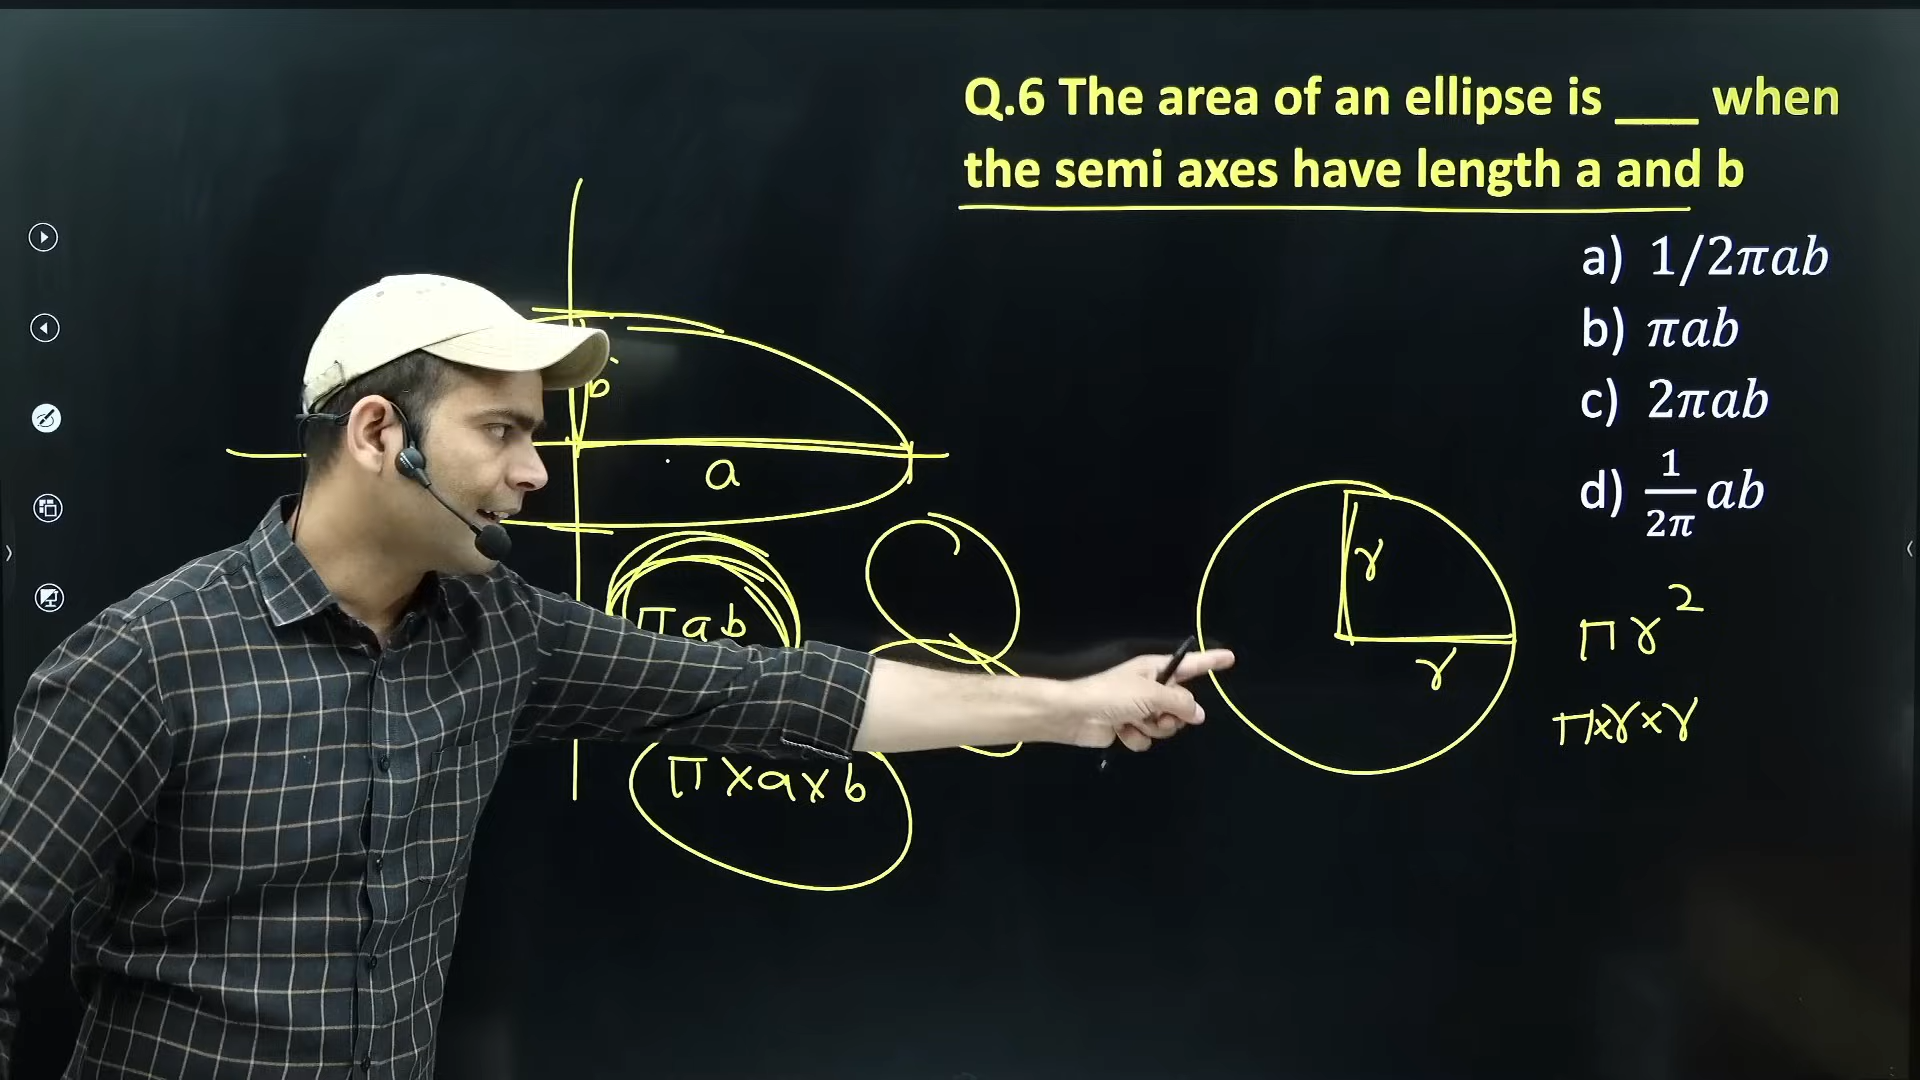 Q.6 The area of an ellipse is ___ when
the semi axes have length a and b
a) 1/2πab
b) πab
c) 2πab
d) 1/2π ab
b
a
πab
π×a×b
r
r
πr²
π×r×r